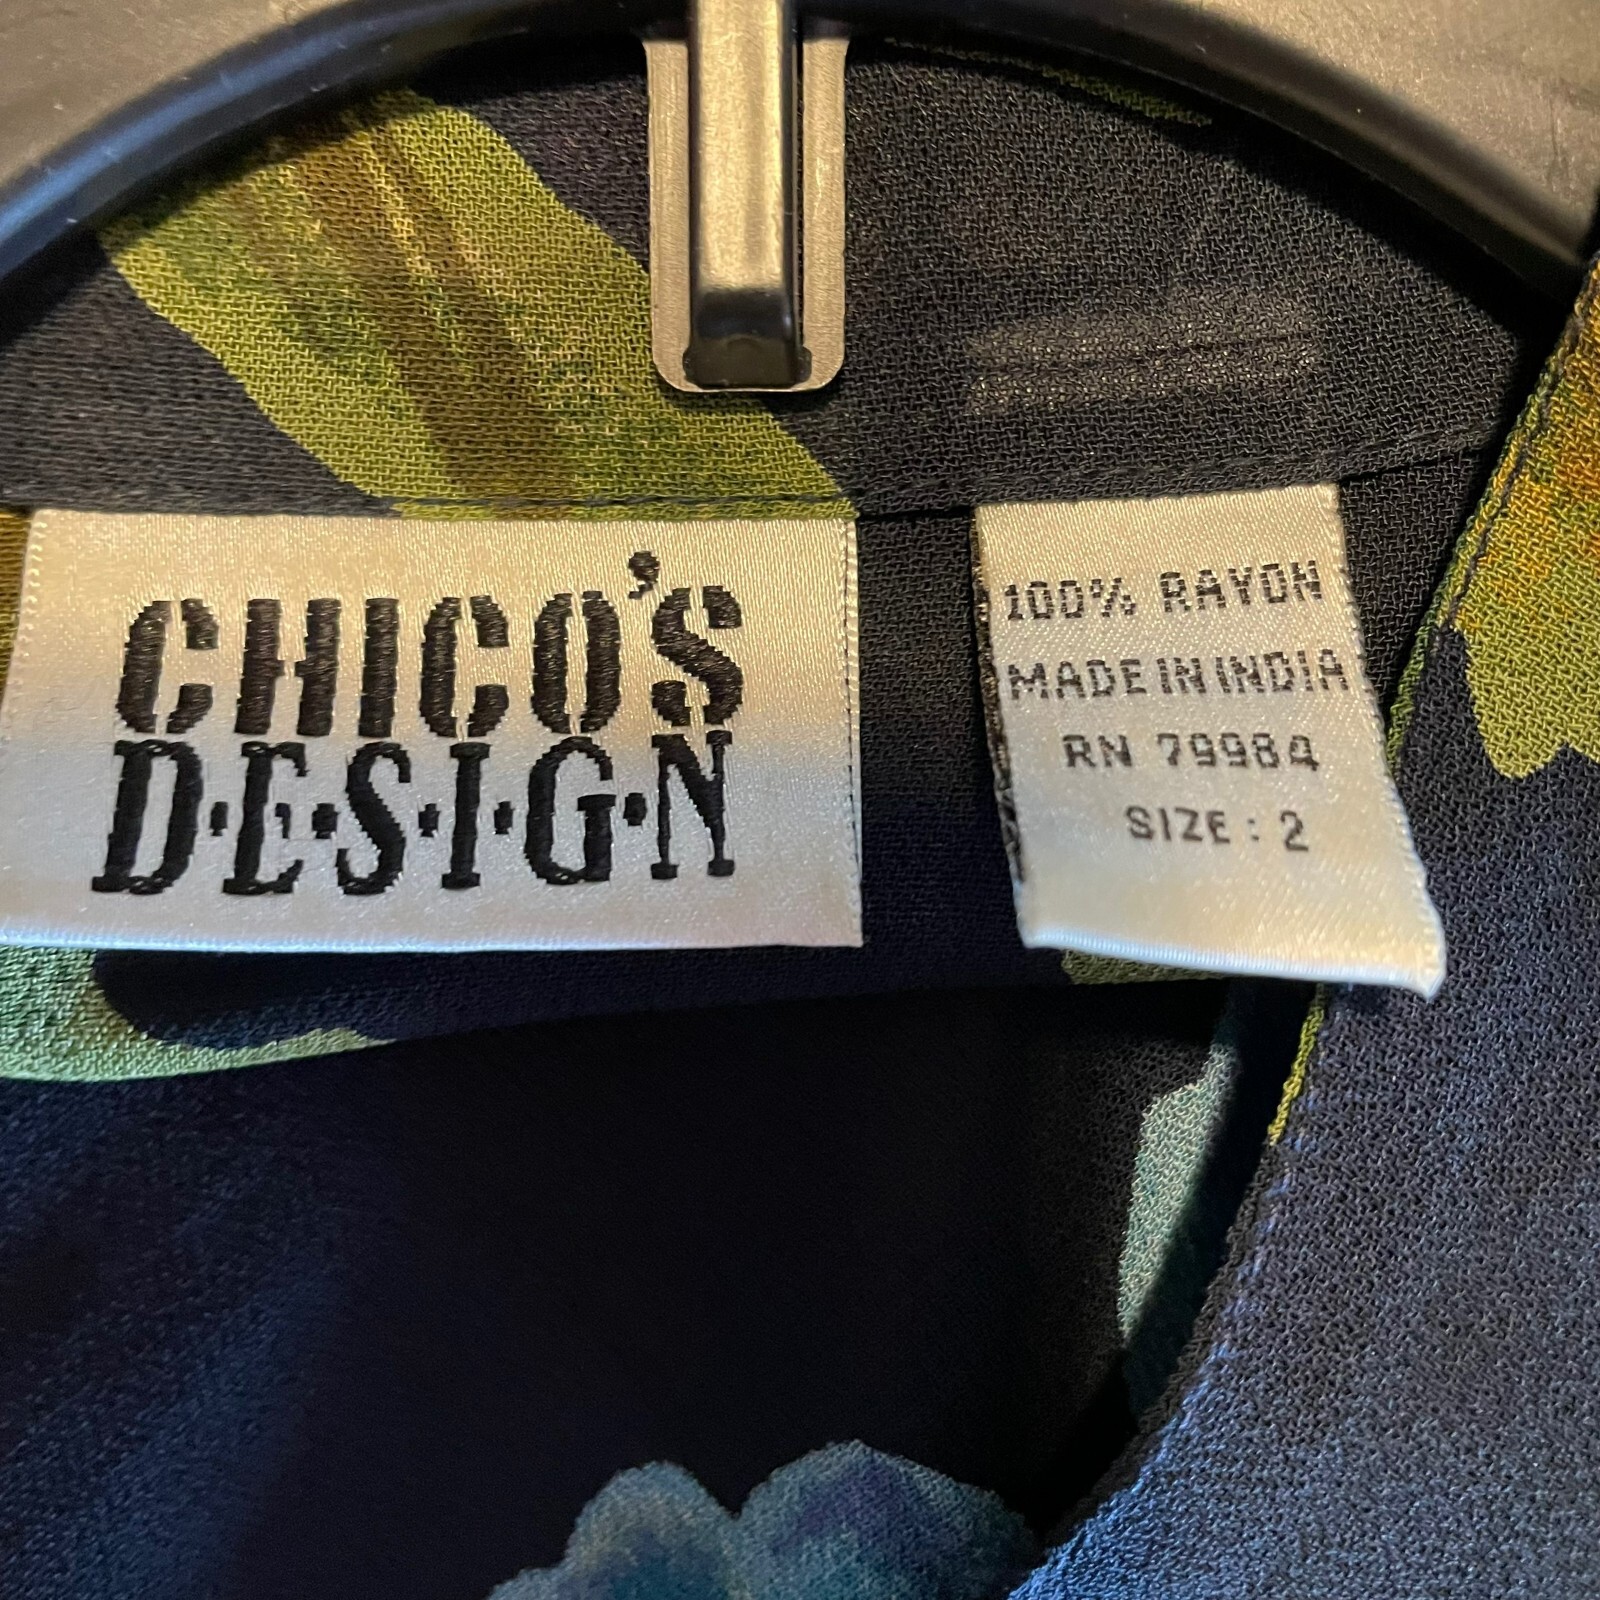 CHICO'S
D·E·S·I·G·N
100% RAYON
MADE IN INDIA
RN 79984
SIZE : 2